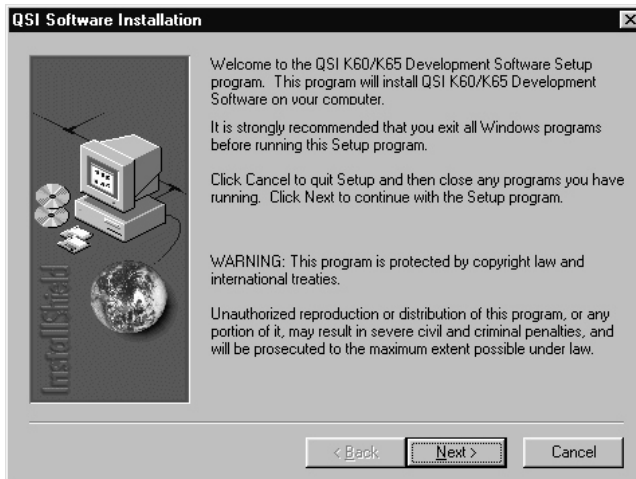 QSI Software Installation
Welcome to the QSI K60/K65 Development Software Setup
program. This program will install QSI K60/K65 Development
Software on your computer.
It is strongly recommended that you exit all Windows programs
before running this Setup program.
Click Cancel to quit Setup and then close any programs you have
running. Click Next to continue with the Setup program.
WARNING: This program is protected by copyright law and
international treaties.
Unauthorized reproduction or distribution of this program, or any
portion of it, may result in severe civil and criminal penalties, and
will be prosecuted to the maximum extent possible under law.
InstallShield
< Back
Next >
Cancel